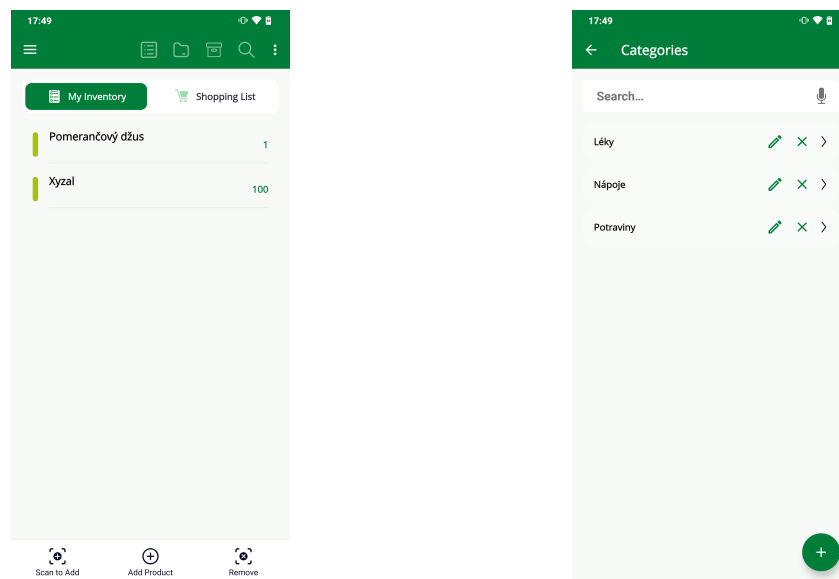 17:49
My Inventory
Shopping List
Pomerančový džus
1
Xyzal
100
Scan to Add
Add Product
Remove
17:49
Categories
Search...
Léky
Nápoje
Potraviny